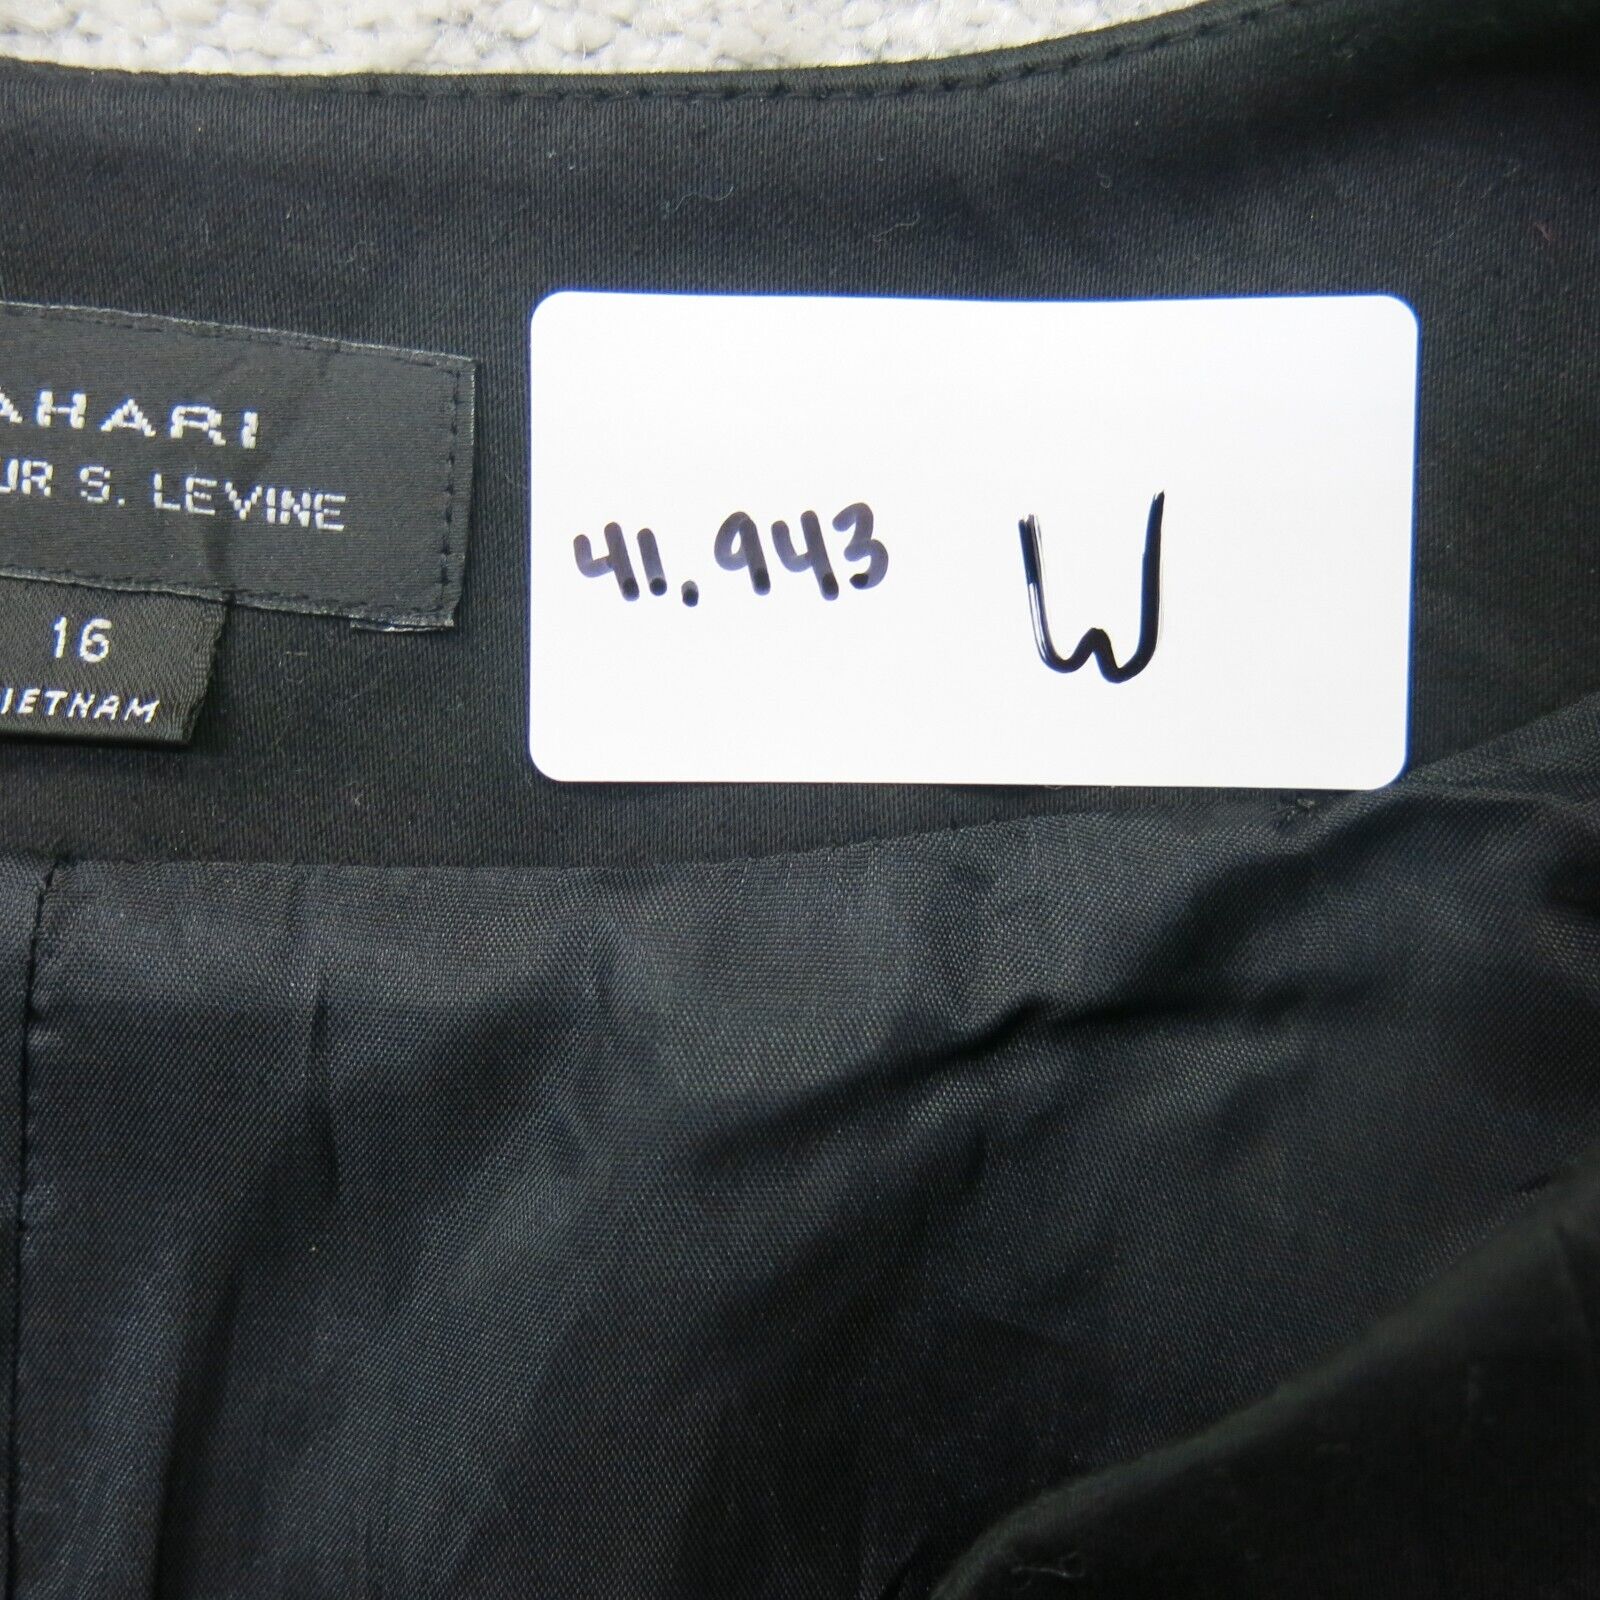 AHARI
UR S. LEVINE
16
IETNAM
41.943 W